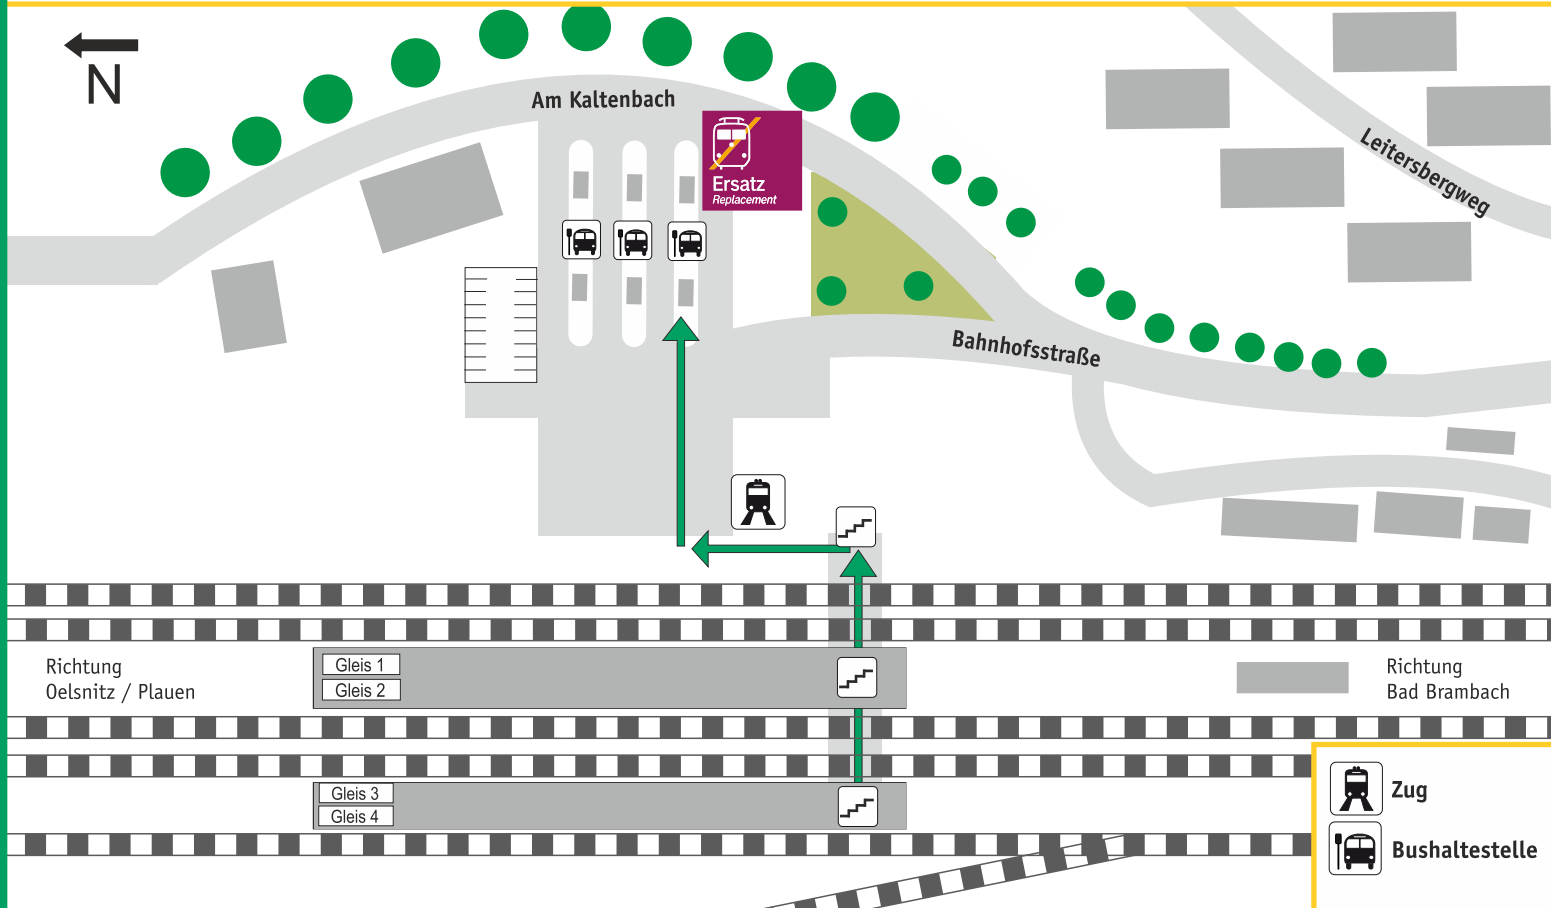 N
Am Kaltenbach
Ersatz
Replacement
Leitersbergweg
Bahnhofsstraße
Richtung
Oelsnitz / Plauen
Gleis 1
Gleis 2
Richtung
Bad Brambach
Gleis 3
Gleis 4
Zug
Bushaltestelle